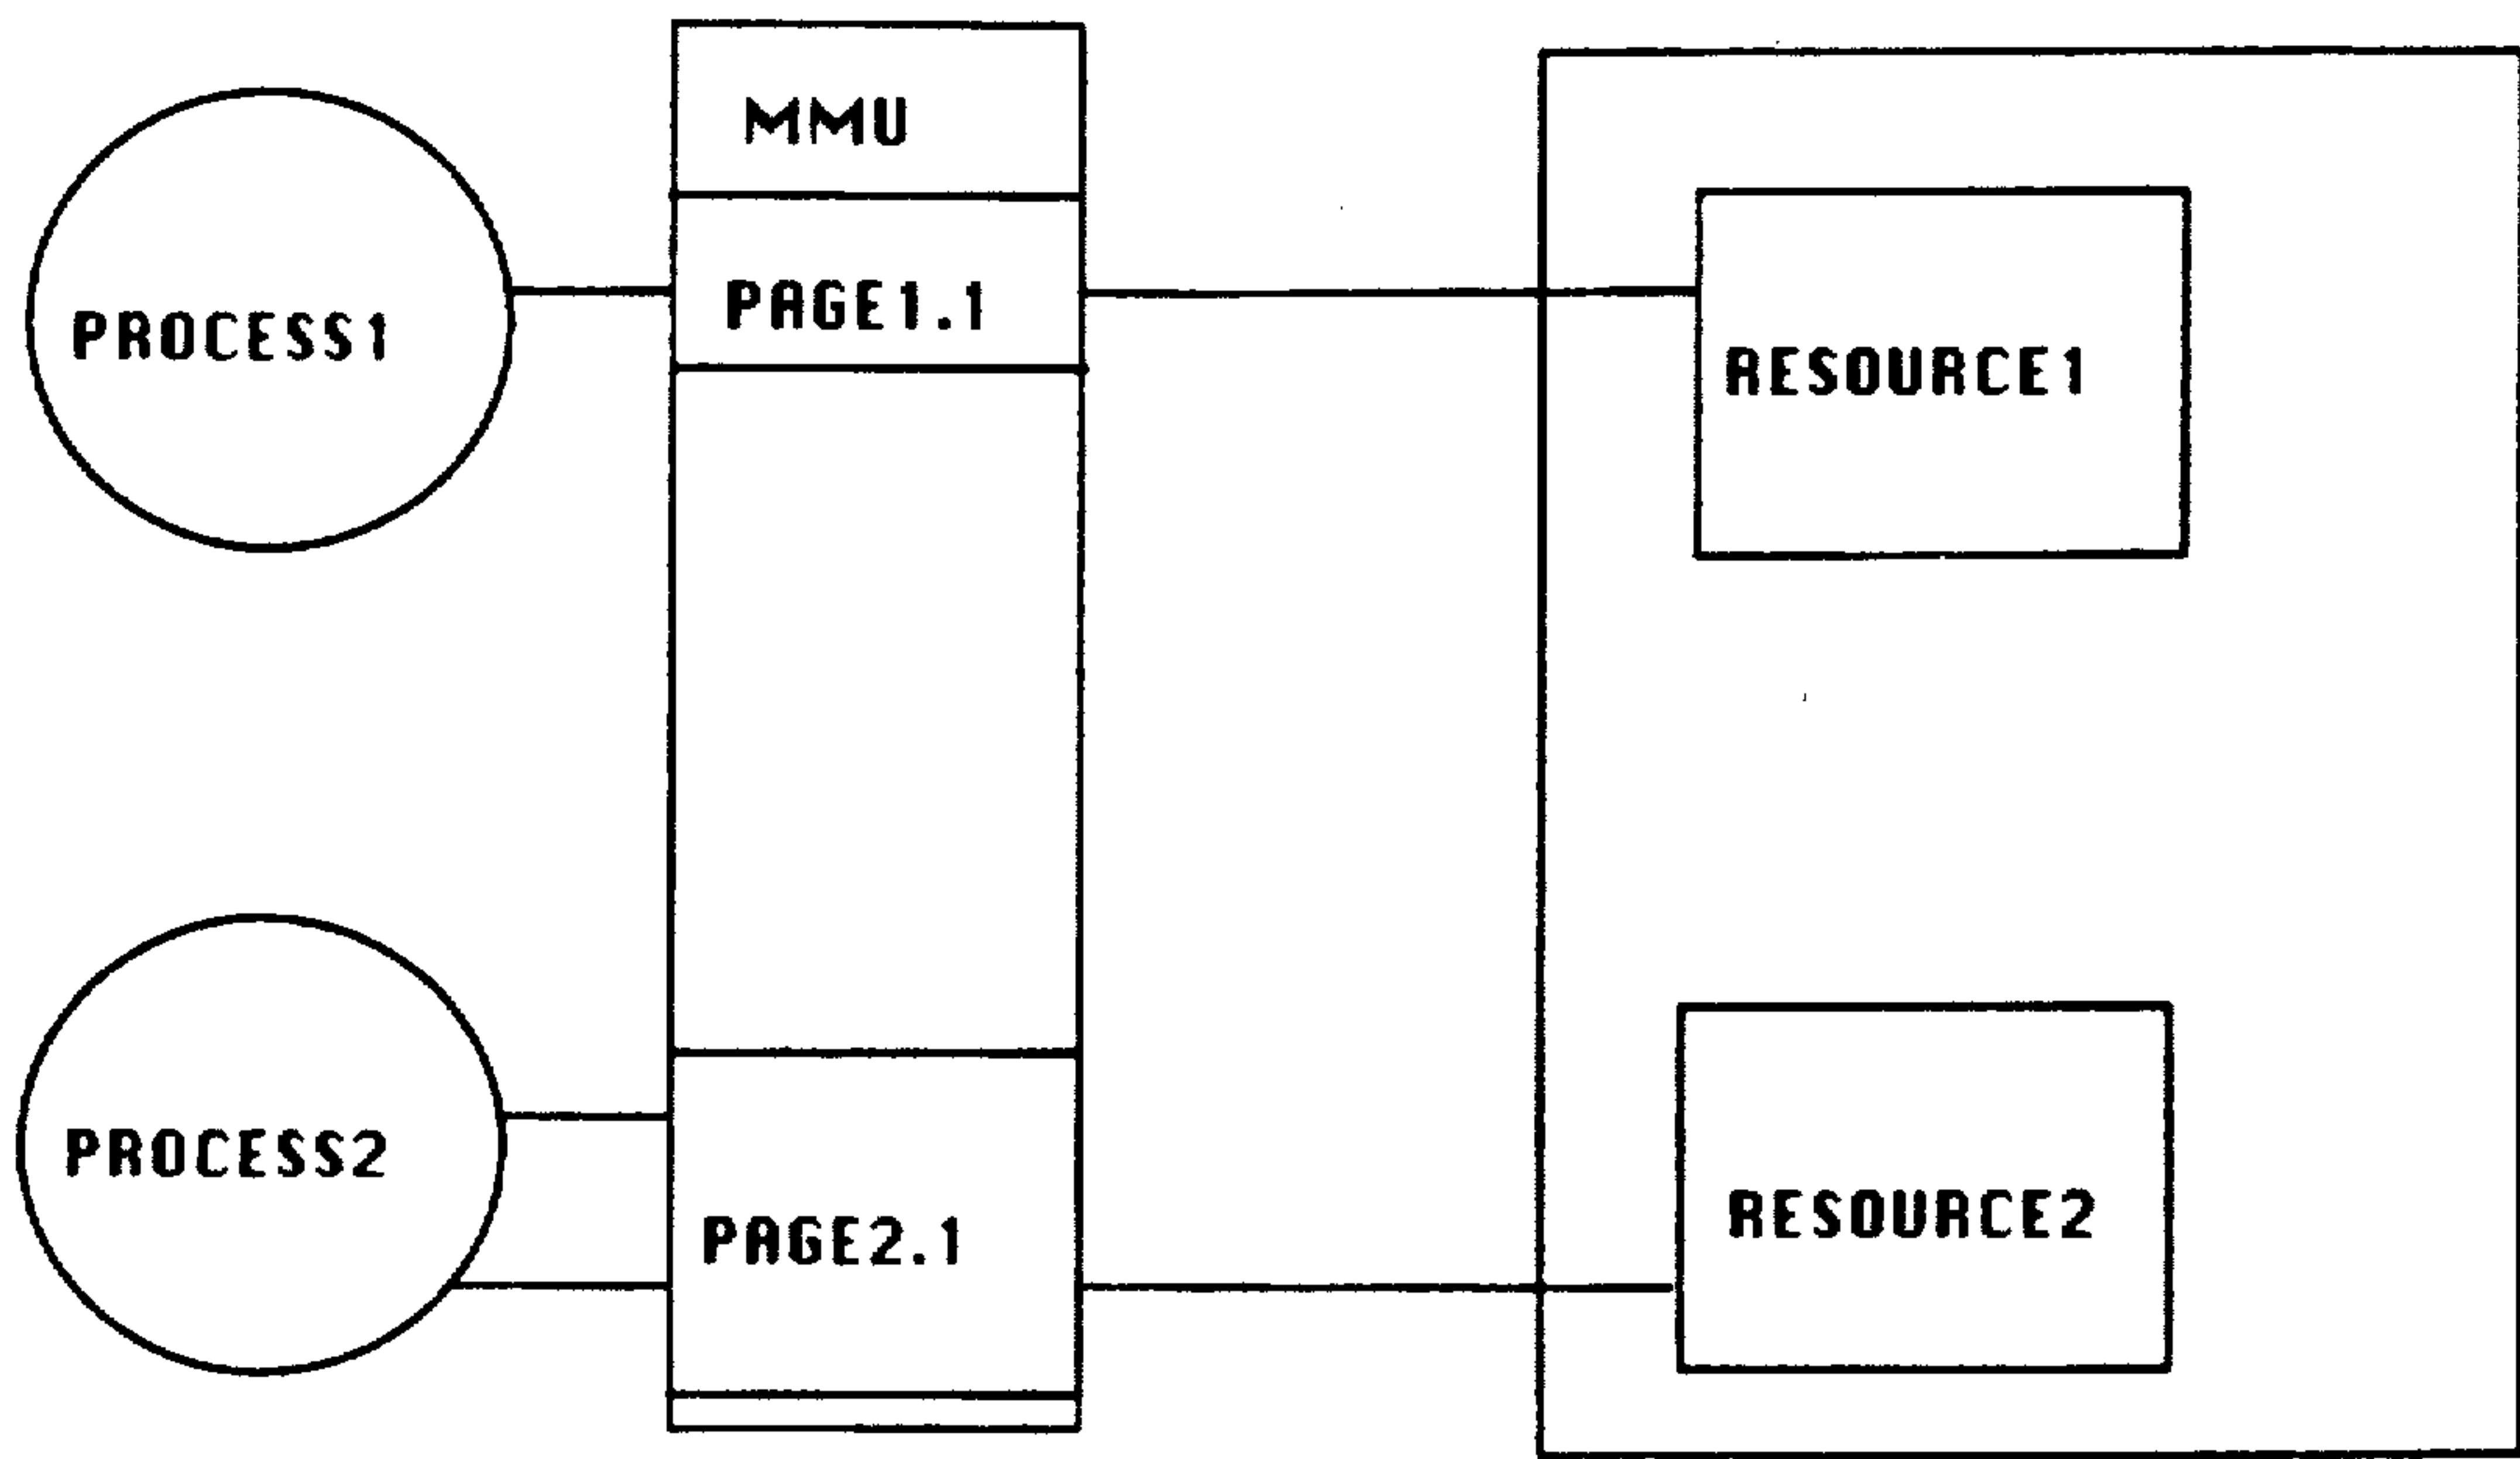 MMU
PROCESS1
PAGE1.1
RESOURCE1
PROCESS2
PAGE2.1
RESOURCE2